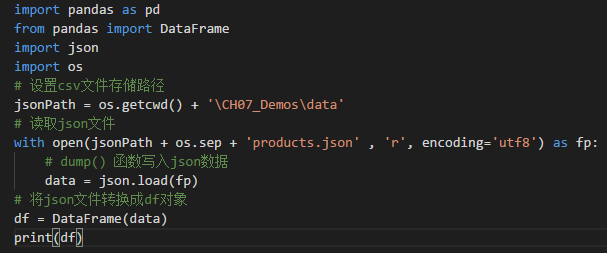 import pandas as pd
from pandas import DataFrame
import json
import os
# 设置csv文件存储路径
jsonPath = os.getcwd() + '\CH07_Demos\data'
# 读取json文件
with open(jsonPath + os.sep + 'products.json' , 'r', encoding='utf8') as fp:
    # dump() 函数写入json数据
    data = json.load(fp)
# 将json文件转换成df对象
df = DataFrame(data)
print(df)